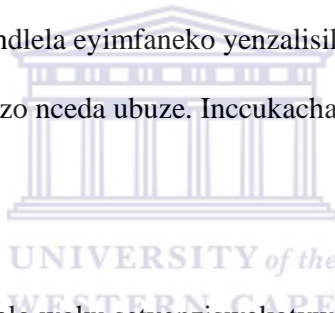 ndlela eyimfaneko yenzalisil
zo nceda ubuze. Inccukacha
UNIVERSITY of the
WESTERN CAPE